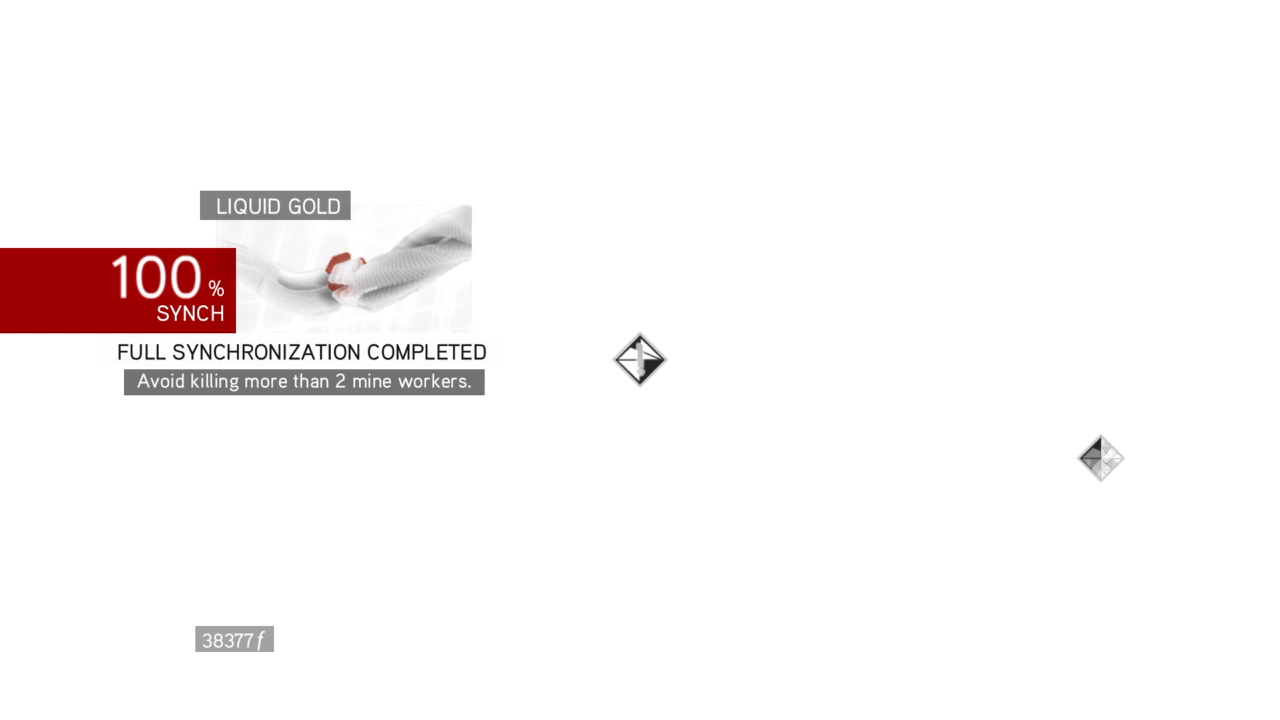 LIQUID GOLD
100 %
SYNCH
FULL SYNCHRONIZATION COMPLETED
Avoid killing more than 2 mine workers.
38377ƒ